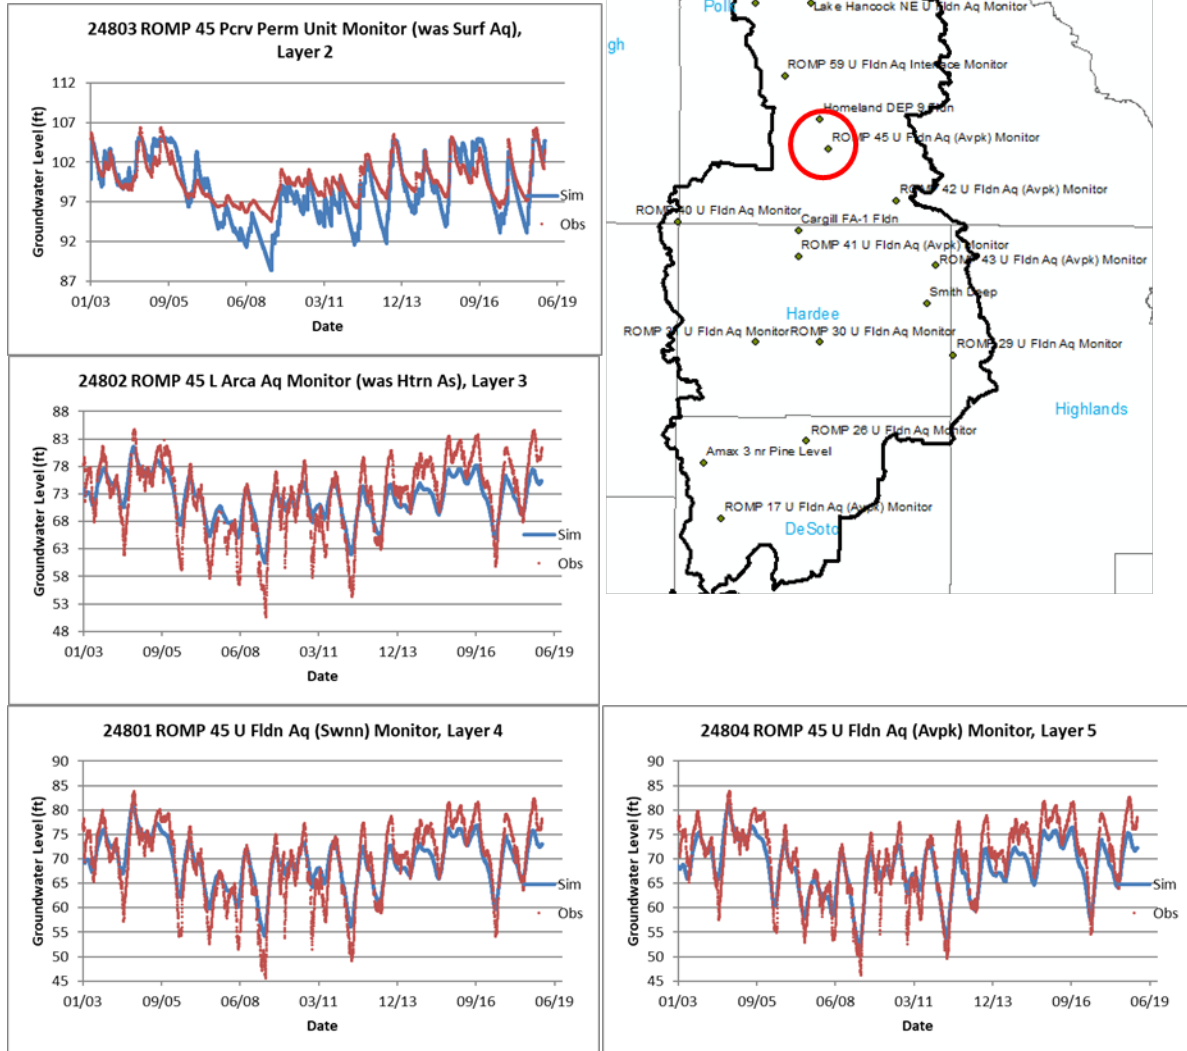 24803 ROMP 45 Pcrv Perm Unit Monitor (was Surf Aq),
Layer 2
Groundwater Level (ft)
112
107
102
97
92
87
Sim
Obs
01/03 09/05 06/08 03/11 12/13 09/16 06/19
Date
24802 ROMP 45 L Arca Aq Monitor (was Htrn As), Layer 3
Groundwater Level (ft)
88
83
78
73
68
63
58
53
48
Sim
Obs
01/03 09/05 06/08 03/11 12/13 09/16 06/19
Date
24801 ROMP 45 U Fldn Aq (Swnn) Monitor, Layer 4
Groundwater Level (ft)
90
85
80
75
70
65
60
55
50
45
Sim
Obs
01/03 09/05 06/08 03/11 12/13 09/16 06/19
Date
24804 ROMP 45 U Fldn Aq (Avpk) Monitor, Layer 5
Groundwater Level (ft)
90
85
80
75
70
65
60
55
50
45
Sim
Obs
01/03 09/05 06/08 03/11 12/13 09/16 06/19
Date
Polk
Lake Hancock NE U Fldn Aq Monitor
gh
ROMP 59 U Fldn Aq Interface Monitor
Homeland DEP 9 Fldn
ROMP 45 U Fldn Aq (Avpk) Monitor
ROMP 42 U Fldn Aq (Avpk) Monitor
ROMP 40 U Fldn Aq Monitor
Cargill FA-1 Fldn
ROMP 41 U Fldn Aq (Avpk) Monitor
ROMP 43 U Fldn Aq (Avpk) Monitor
Smith Deep
Hardee
ROMP 31 U Fldn Aq Monitor ROMP 30 U Fldn Aq Monitor
ROMP 29 U Fldn Aq Monitor
Highlands
ROMP 26 U Fldn Aq Monitor
Amax 3 nr Pine Level
ROMP 17 U Fldn Aq (Avpk) Monitor
DeSoto